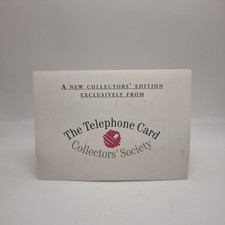 A NEW COLLECTORS' EDITION
EXCLUSIVELY FROM
The Telephone Card
Collectors' Society